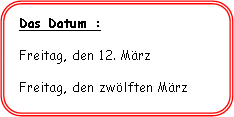 Das Datum :
Freitag, den 12. März
Freitag, den zwölften März